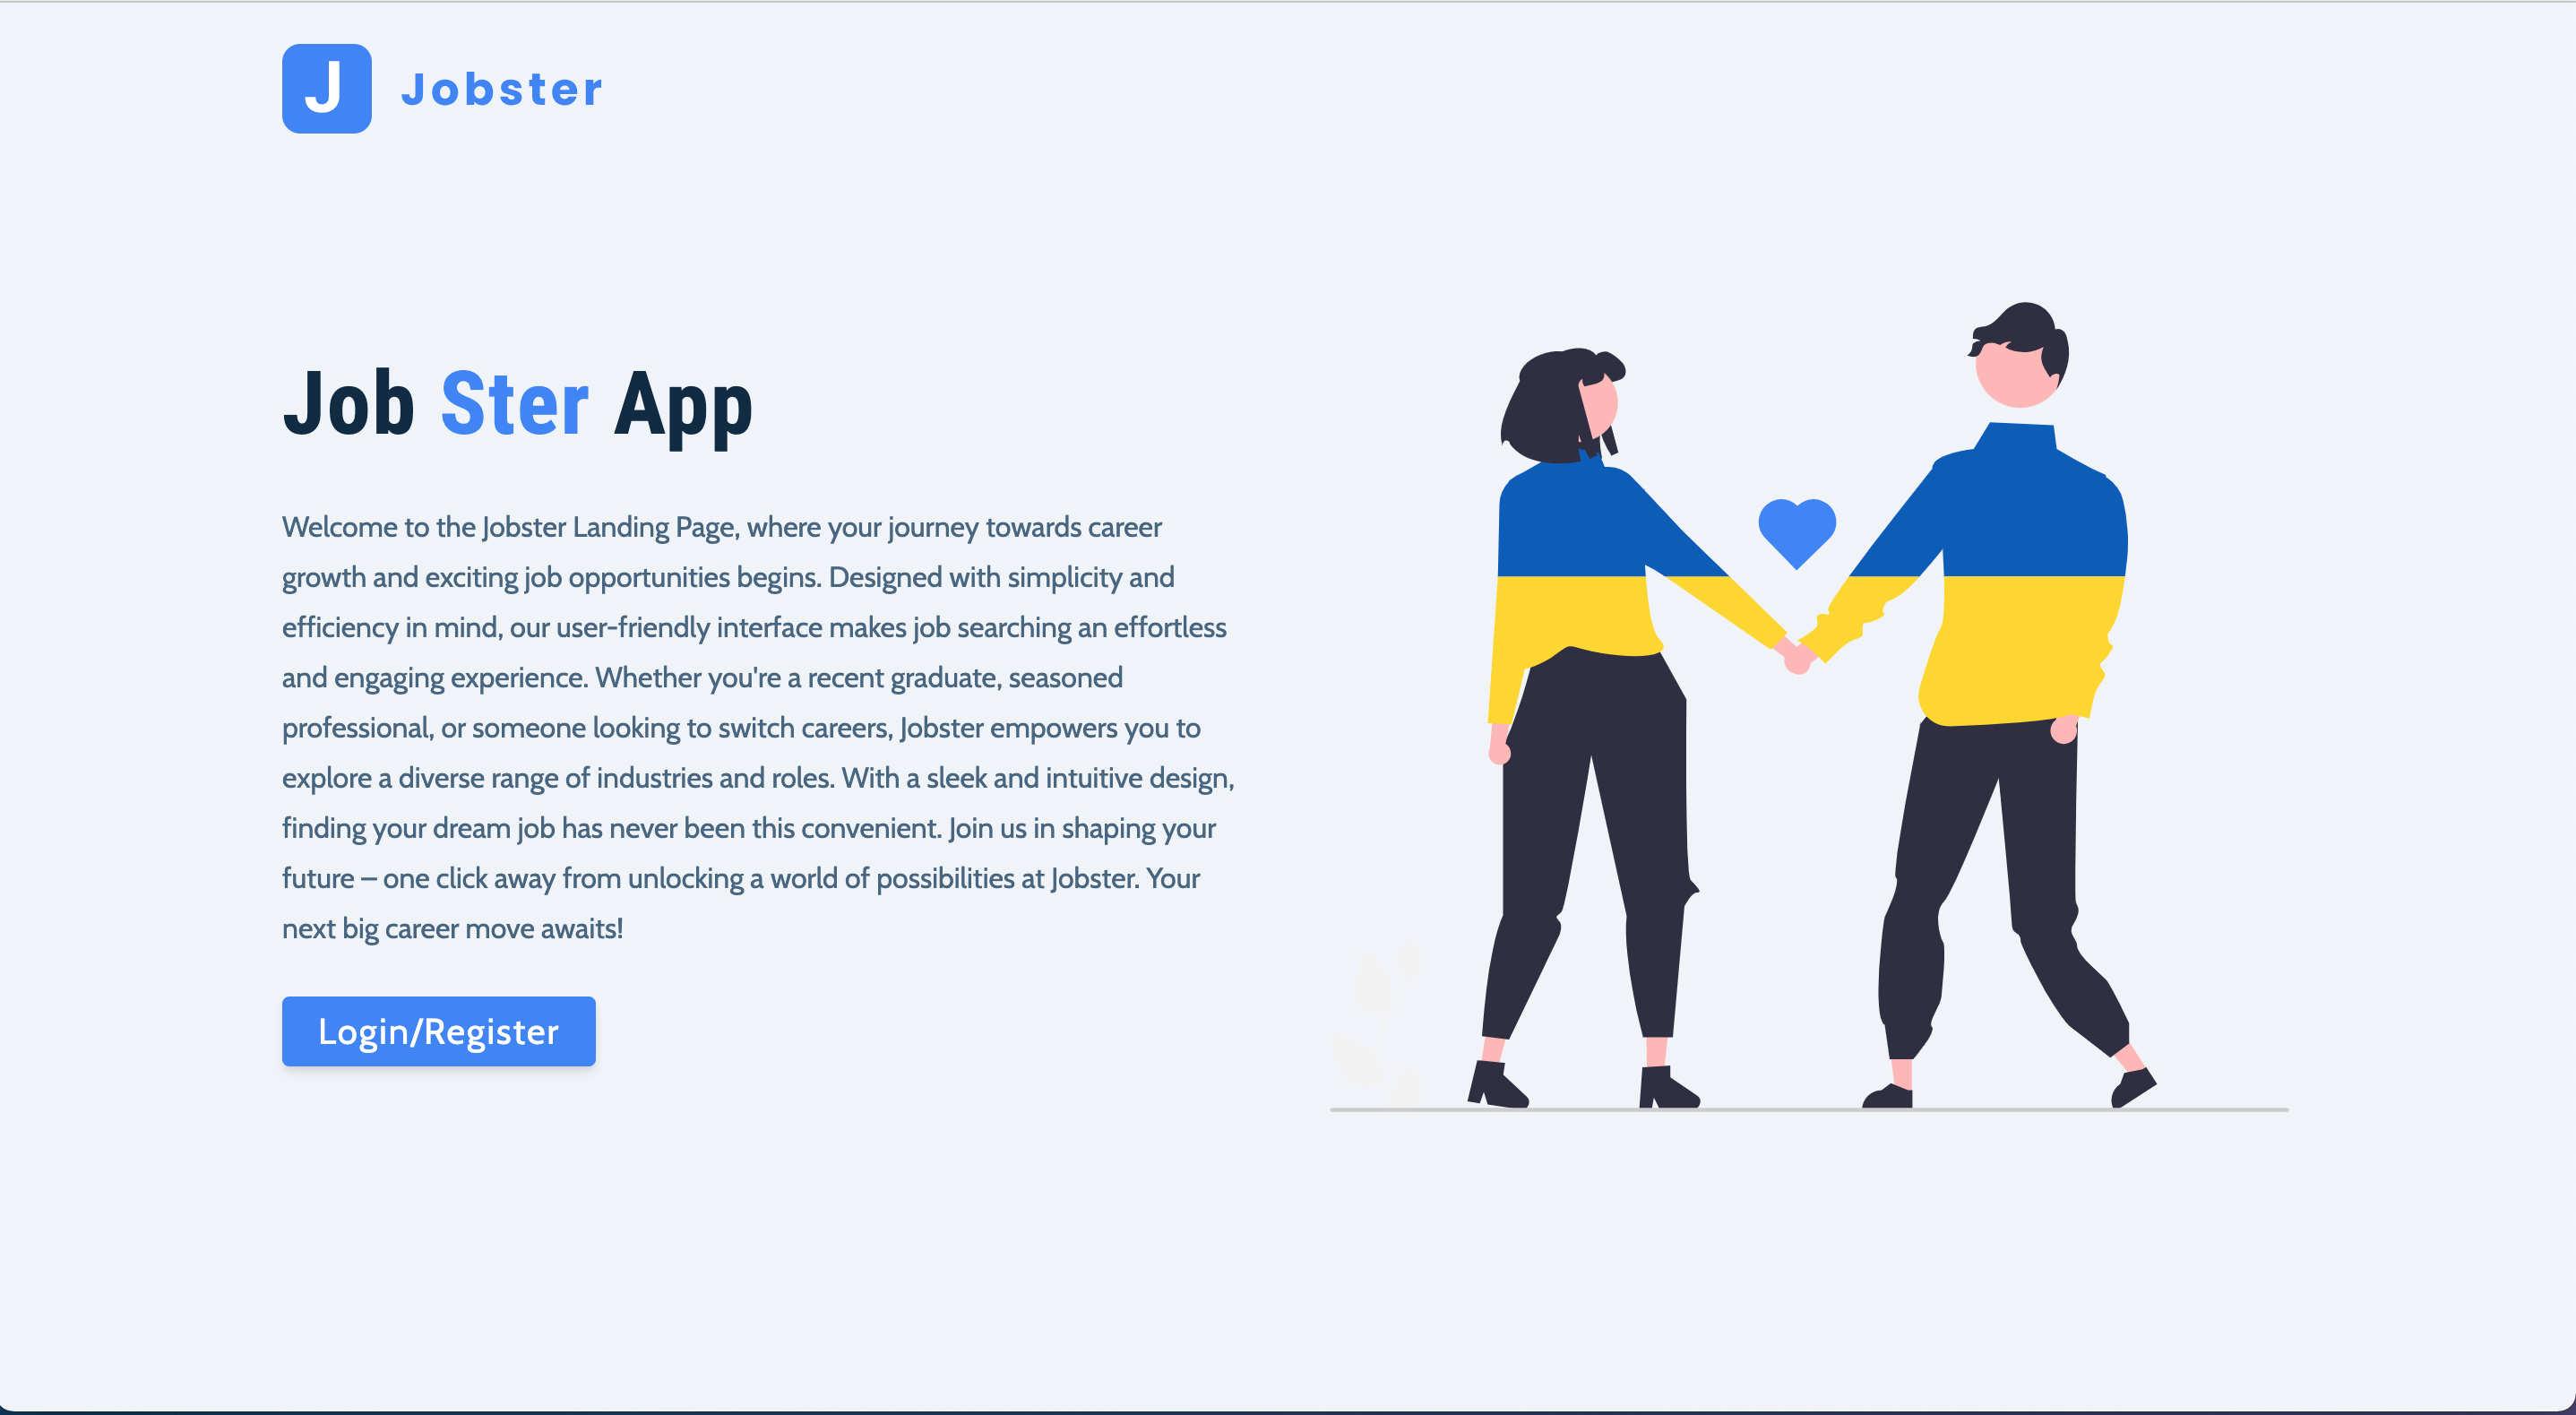 J
Jobster
Job Ster App
Welcome to the Jobster Landing Page, where your journey towards career
growth and exciting job opportunities begins. Designed with simplicity and
efficiency in mind, our user-friendly interface makes job searching an effortless
and engaging experience. Whether you're a recent graduate, seasoned
professional, or someone looking to switch careers, Jobster empowers you to
explore a diverse range of industries and roles. With a sleek and intuitive design,
finding your dream job has never been this convenient. Join us in shaping your
future – one click away from unlocking a world of possibilities at Jobster. Your
next big career move awaits!
Login/Register